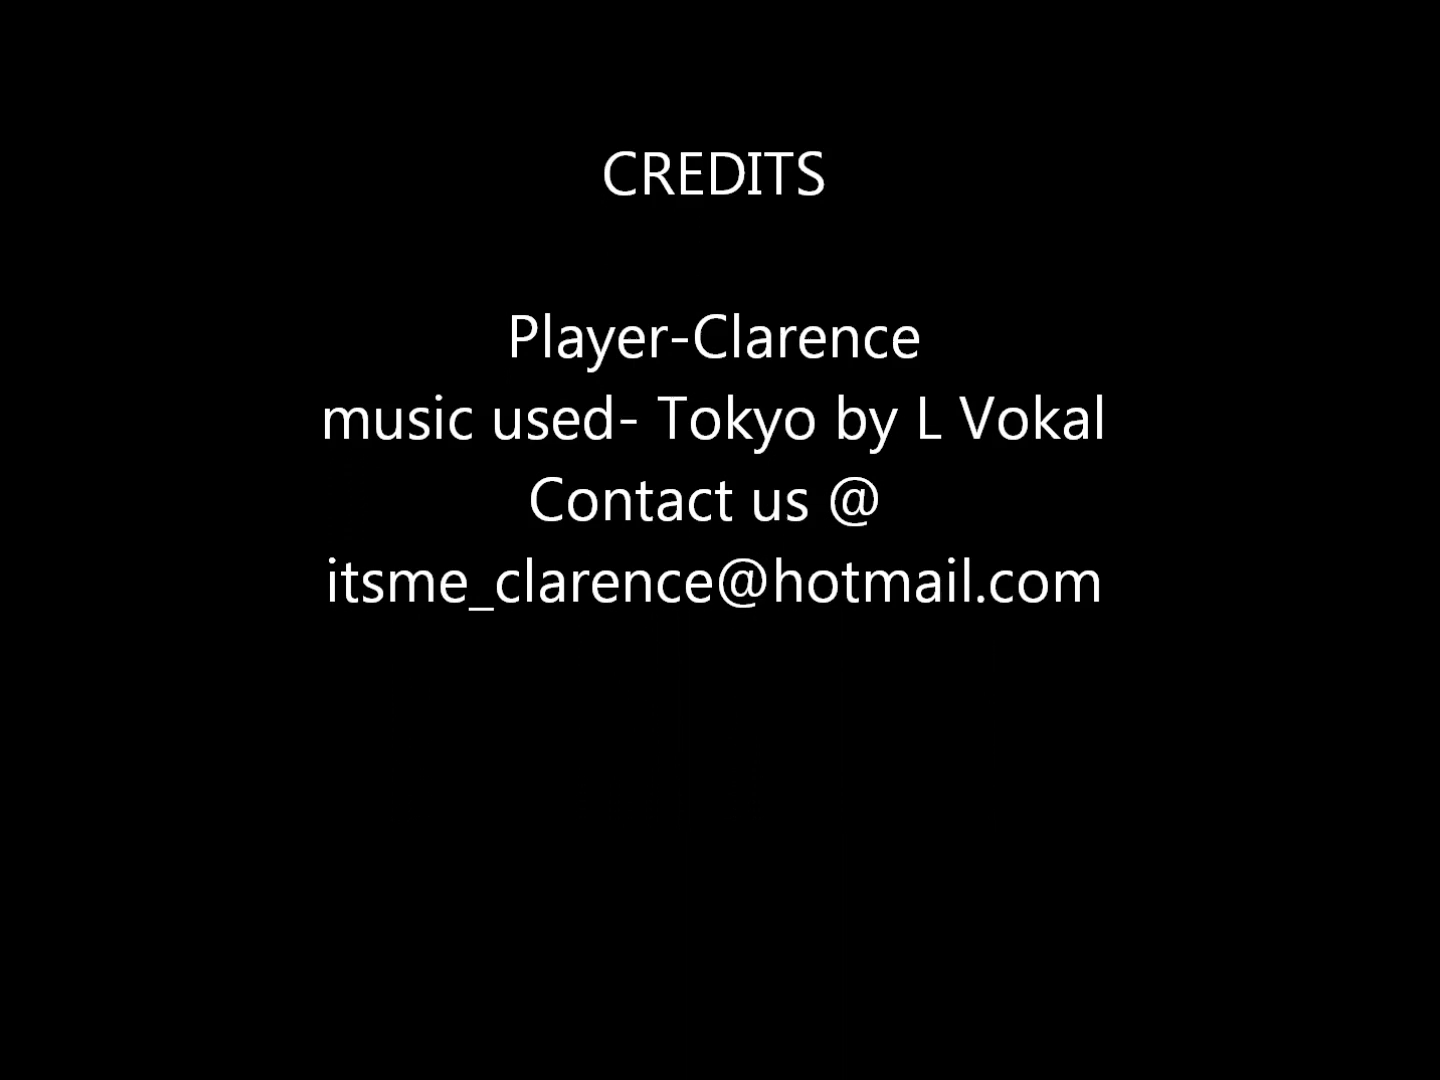 CREDITS
Player-Clarence
music used- Tokyo by L Vokal
Contact us @
itsme_clarence@hotmail.com